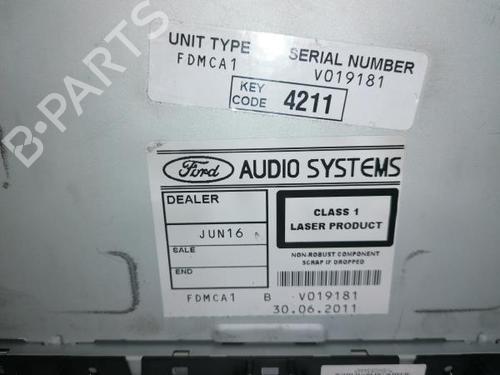 UNIT TYPE
FDMCA1
SERIAL NUMBER
V019181
KEY CODE
4211
Ford
AUDIO SYSTEMS
DEALER
JUN16
SALE
END
CLASS 1
LASER PRODUCT
NON-ROBUST COMPONENT
SCRAP IF DROPPED
FDMCA1 B V019181
30.06.2011